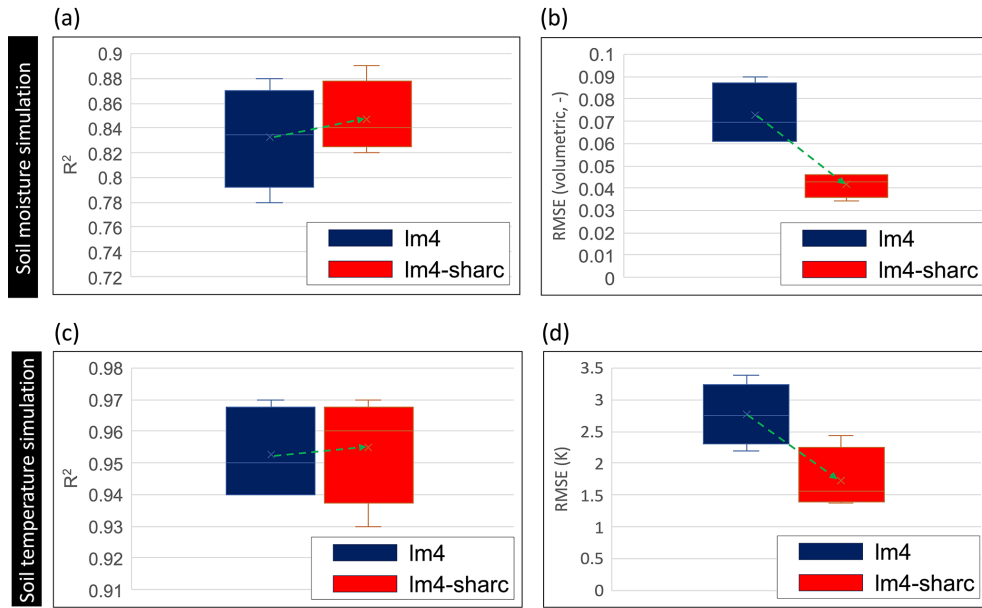 (a)
(b)
Soil moisture simulation
R²
0.9
0.88
0.86
0.84
0.82
0.8
0.78
0.76
0.74
0.72
lm4
lm4-sharc
RMSE (volumetric, -)
0.1
0.09
0.08
0.07
0.06
0.05
0.04
0.03
0.02
0.01
0
lm4
lm4-sharc
(c)
(d)
Soil temperature simulation
R²
0.98
0.97
0.96
0.95
0.94
0.93
0.92
0.91
lm4
lm4-sharc
RMSE (K)
3.5
3
2.5
2
1.5
1
0.5
0
lm4
lm4-sharc